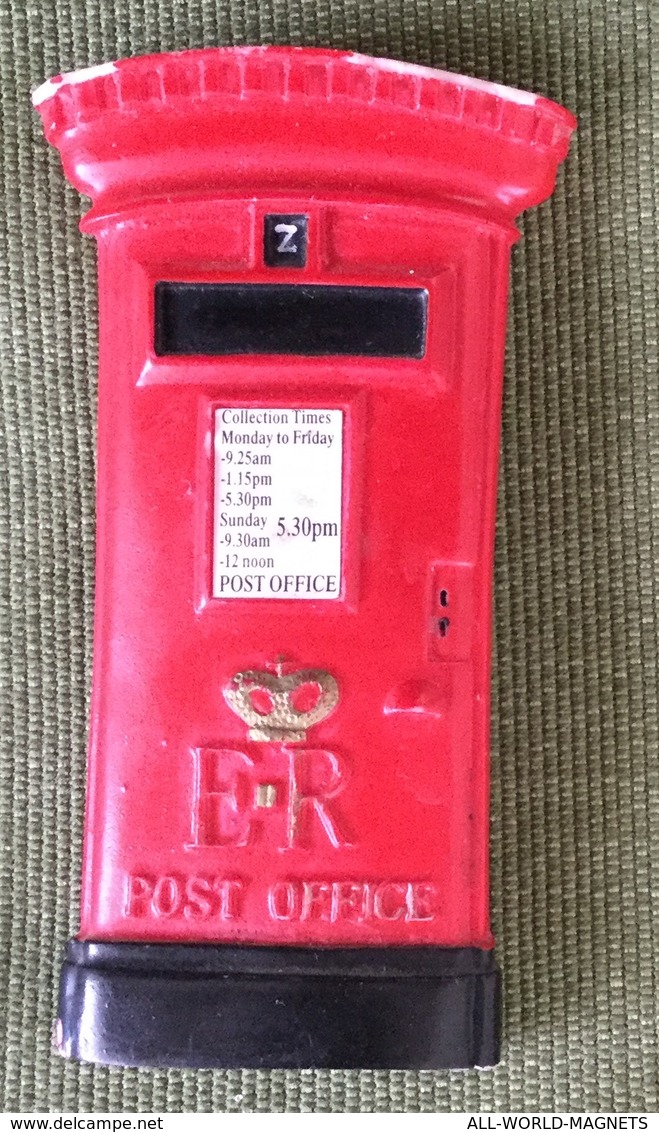 Z
Collection Times
Monday to Friday
-9.25am
-1.15pm
-5.30pm
Sunday 5.30pm
-9.30am
-12 noon
POST OFFICE
E R
POST OFFICE
www.delcampe.net
ALL-WORLD-MAGNETS